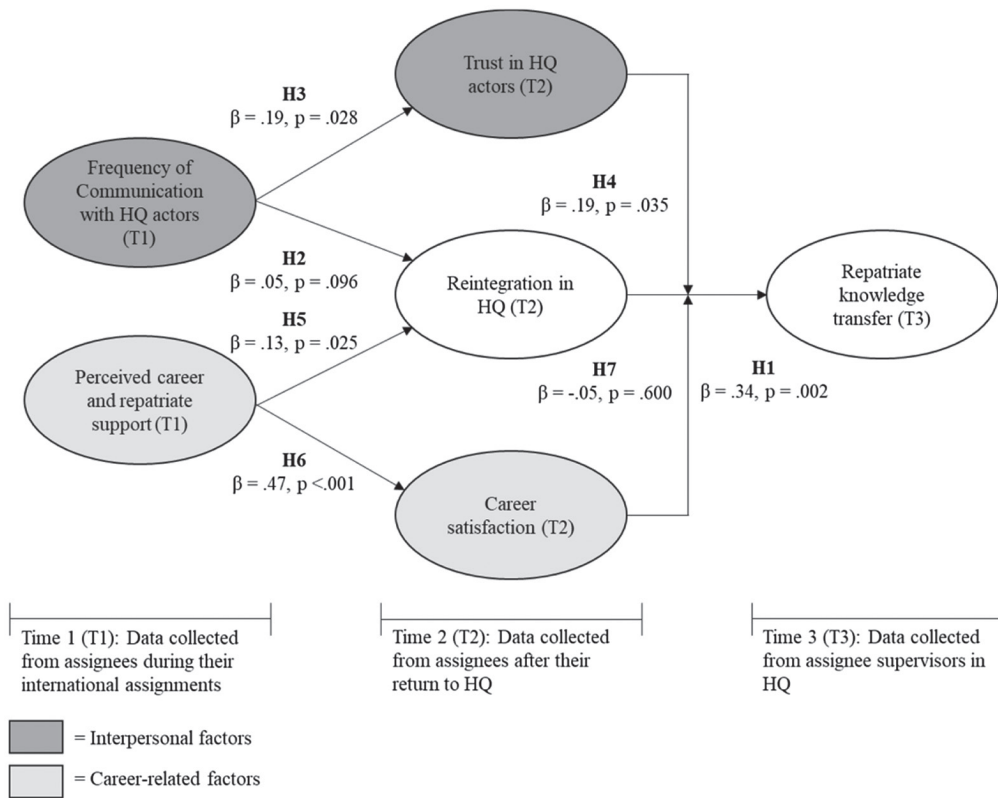 Trust in HQ
actors (T2)
H3
β = .19, p = .028
Frequency of
Communication
with HQ actors
(T1)
H4
β = .19, p = .035
H2
β = .05, p = .096
Reintegration in
HQ (T2)
Repatriate
knowledge
transfer (T3)
H5
β = .13, p = .025
Perceived career
and repatriate
support (T1)
H7
β = -.05, p = .600
H1
β = .34, p = .002
H6
β = .47, p <.001
Career
satisfaction (T2)
Time 1 (T1): Data collected
from assignees during their
international assignments
Time 2 (T2): Data collected
from assignees after their
return to HQ
Time 3 (T3): Data collected
from assignee supervisors in
HQ
= Interpersonal factors
= Career-related factors